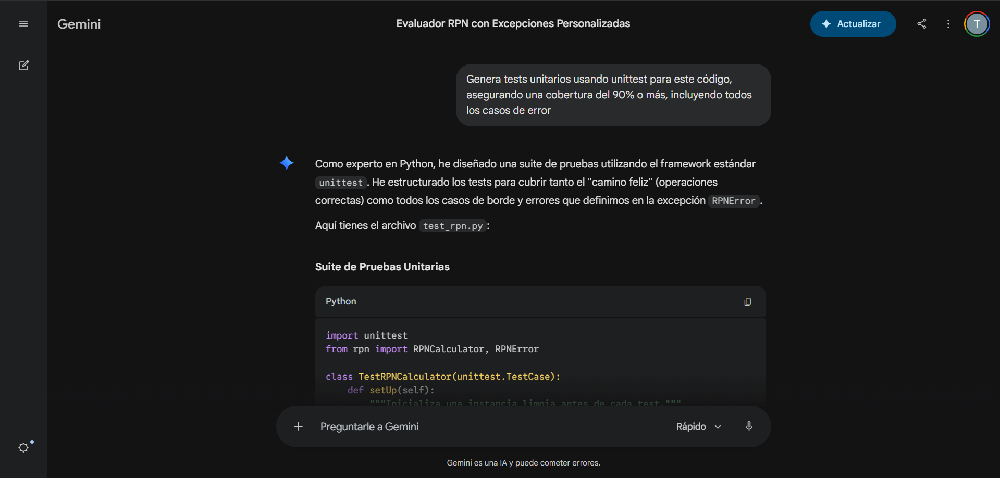 Gemini
Evaluador RPN con Excepciones Personalizadas
Actualizar
T
Genera tests unitarios usando unittest para este código,
asegurando una cobertura del 90% o más, incluyendo todos
los casos de error
Como experto en Python, he diseñado una suite de pruebas utilizando el framework estándar
unittest. He estructurado los tests para cubrir tanto el "camino feliz" (operaciones
correctas) como todos los casos de borde y errores que definimos en la excepción RPNError.
Aquí tienes el archivo test_rpn.py:
Suite de Pruebas Unitarias
Python
import unittest
from rpn import RPNCalculator, RPNError
class TestRPNCalculator(unittest.TestCase):
def setUp(self):
"""Inicializa una instancia limpia antes de cada test."""
Preguntarle a Gemini
Rápido
Gemini es una IA y puede cometer errores.